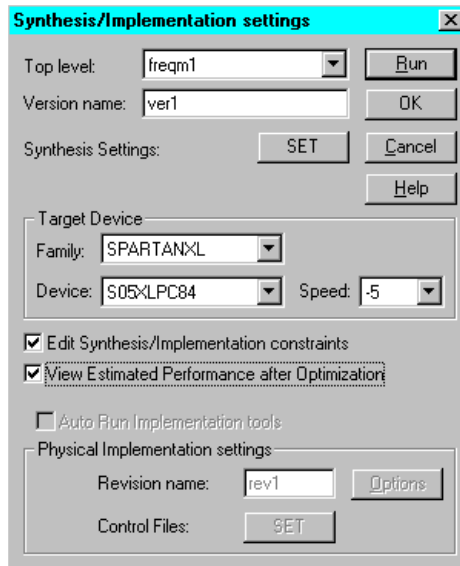 Synthesis/Implementation settings
Top level: freqm1 Run
Version name: ver1 OK
Synthesis Settings: SET Cancel
Help
Target Device
Family: SPARTANXL
Device: S05XLPC84 Speed: -5
Edit Synthesis/Implementation constraints
View Estimated Performance after Optimization
Auto Run Implementation tools
Physical Implementation settings
Revision name: rev1 Options
Control Files: SET